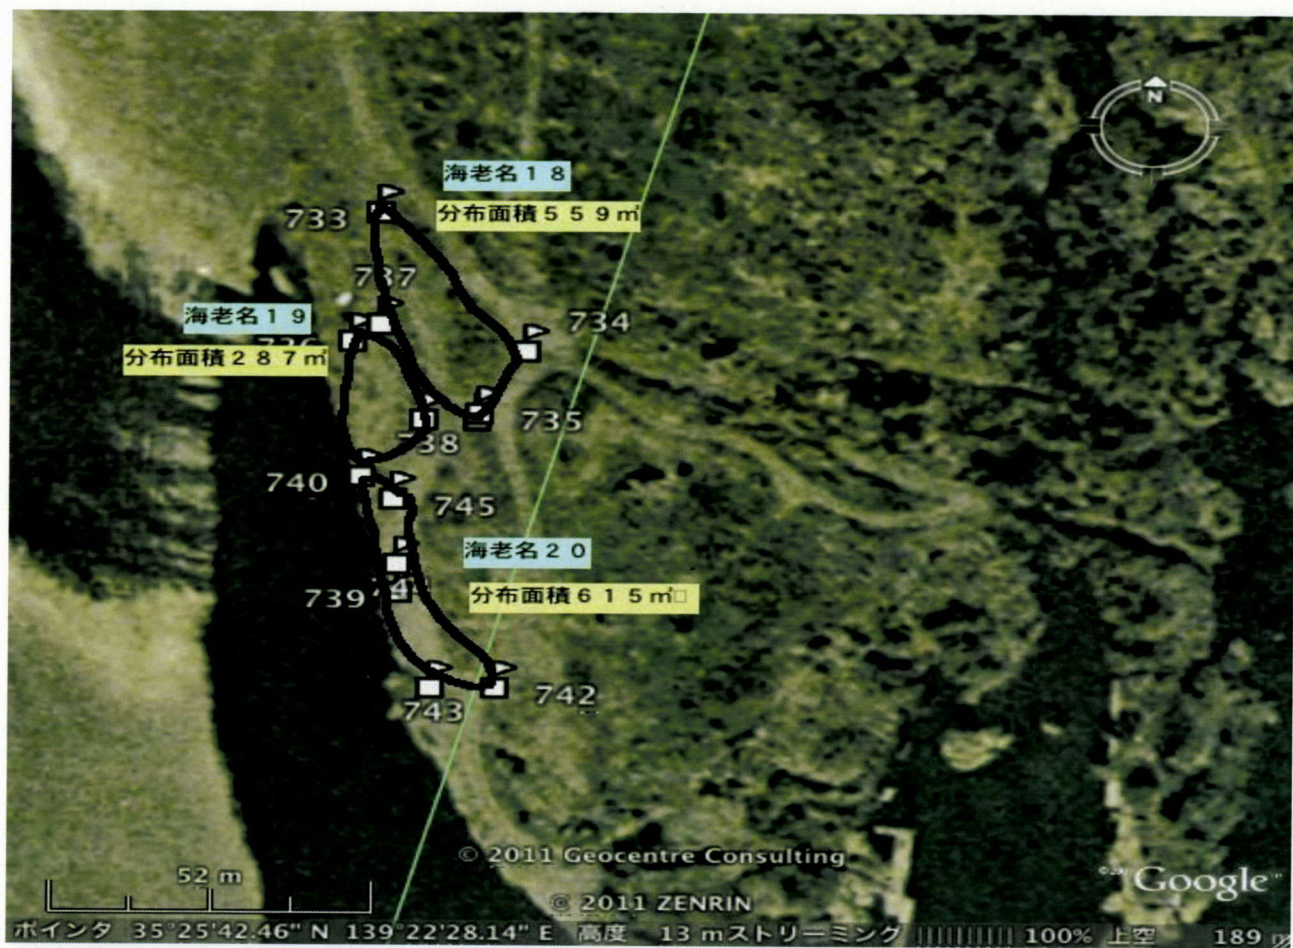 N
海老名18
分布面積559㎡
733
737
734
海老名19
分布面積287㎡
735
738
740
745
海老名20
分布面積615㎡□
739
742
743
© 2011 Geocentre Consulting
52 m
Google
© 2011 ZENRIN
ポインタ 35°25'42.46" N 139°22'28.14" E 高度 13 mストリーミング |||||||||| 100% 上空 189 m